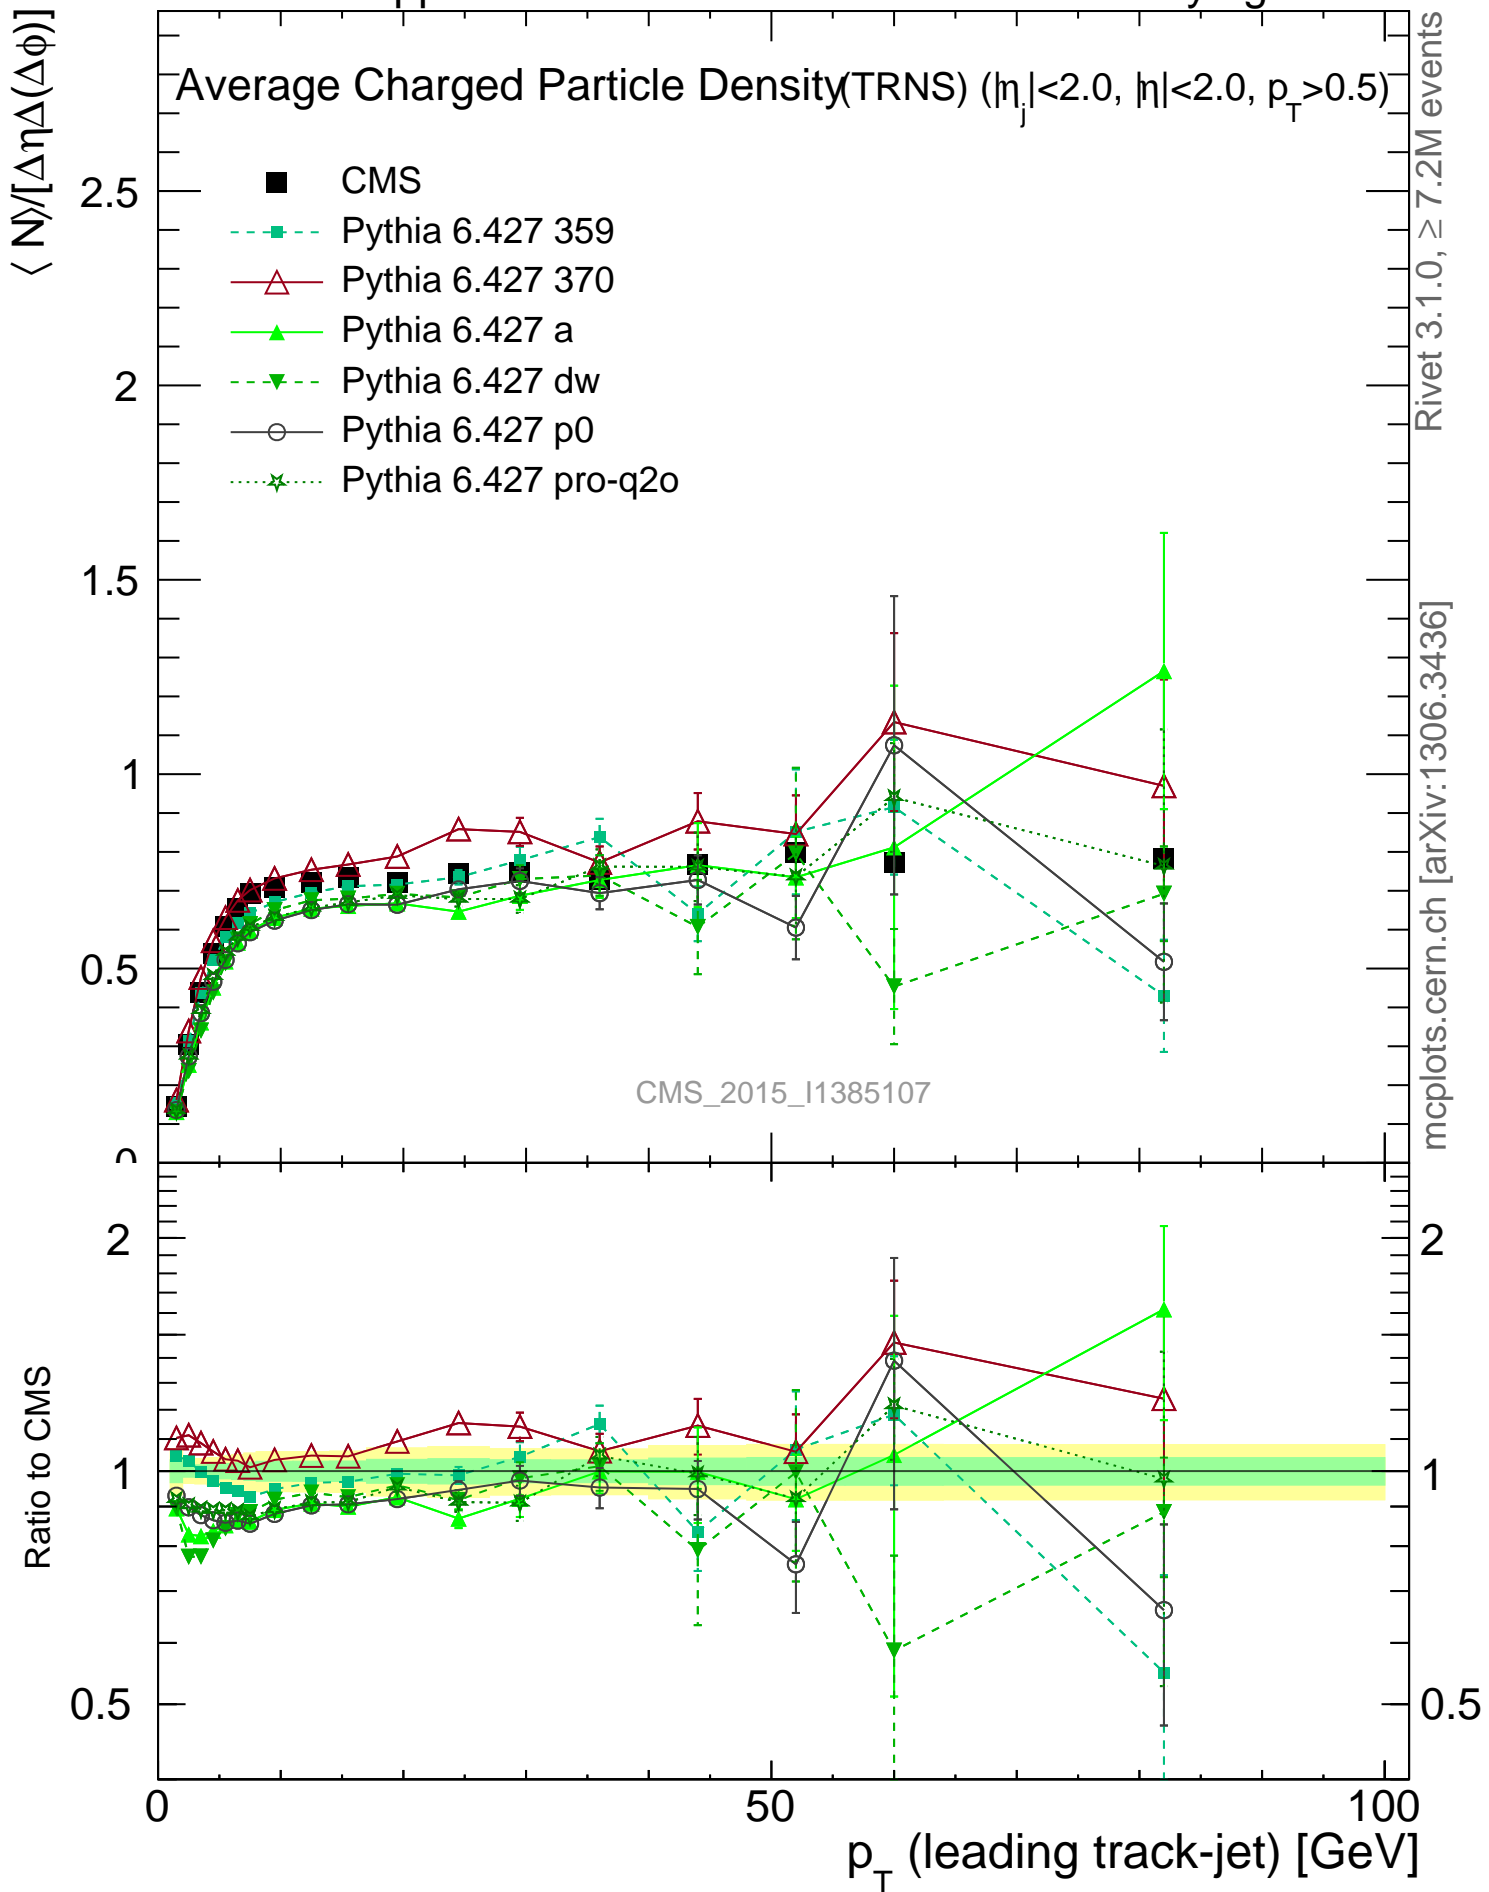 Average Charged Particle Density (TRNS) (|ηj|<2.0, |η|<2.0, pT>0.5)
⟨ N⟩/[ΔηΔ(Δϕ)]
CMS
Pythia 6.427 359
Pythia 6.427 370
Pythia 6.427 a
Pythia 6.427 dw
Pythia 6.427 p0
Pythia 6.427 pro-q2o
2.5
2
1.5
1
0.5
0
CMS_2015_I1385107
Rivet 3.1.0, ≥ 7.2M events
mcplots.cern.ch [arXiv:1306.3436]
Ratio to CMS
2
1
0.5
2
1
0.5
0
50
100
pT (leading track-jet) [GeV]